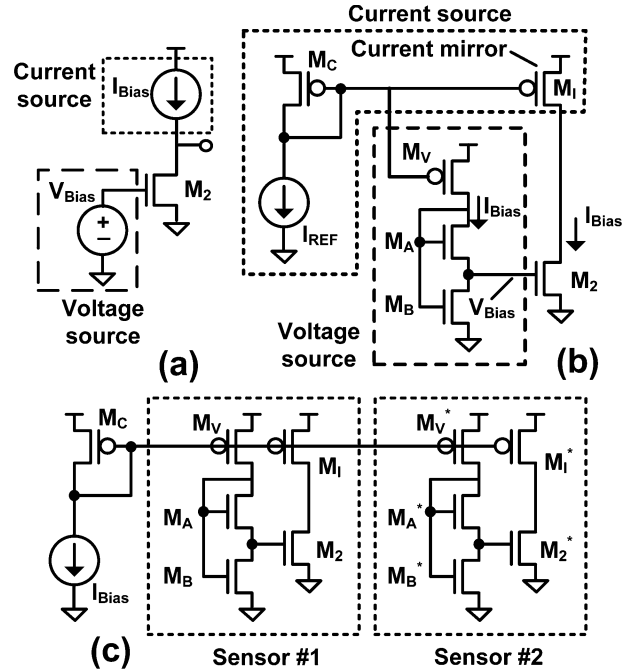 Current source
(a)
Current mirror
Current
source
I_Bias
M_C
M_I
V_Bias
M_2
+
–
Voltage
source
M_V
I_Bias
I_REF
M_A
I_Bias
M_B
V_Bias
M_2
Voltage
source
(b)
M_C
M_V
M_I
M_V*
M_I*
M_A
M_2
M_A*
M_2*
M_B
M_B*
I_Bias
(c)
Sensor #1
Sensor #2